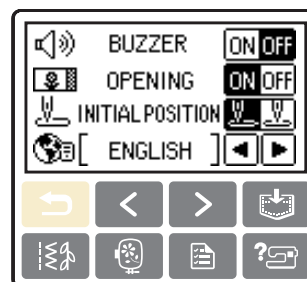 BUZZER ON OFF
OPENING ON OFF
INITIAL POSITION
[ ENGLISH ]
?